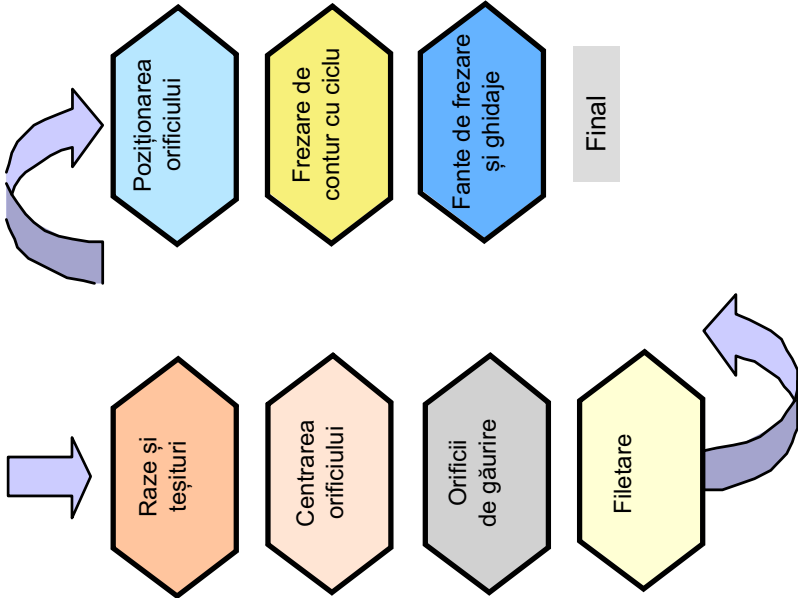 Raze și
teșituri
Centrarea
orificiului
Orificii
de găurire
Filetare
Poziționarea
orificiului
Frezare de
contur cu ciclu
Fante de frezare
și ghidaje
Final